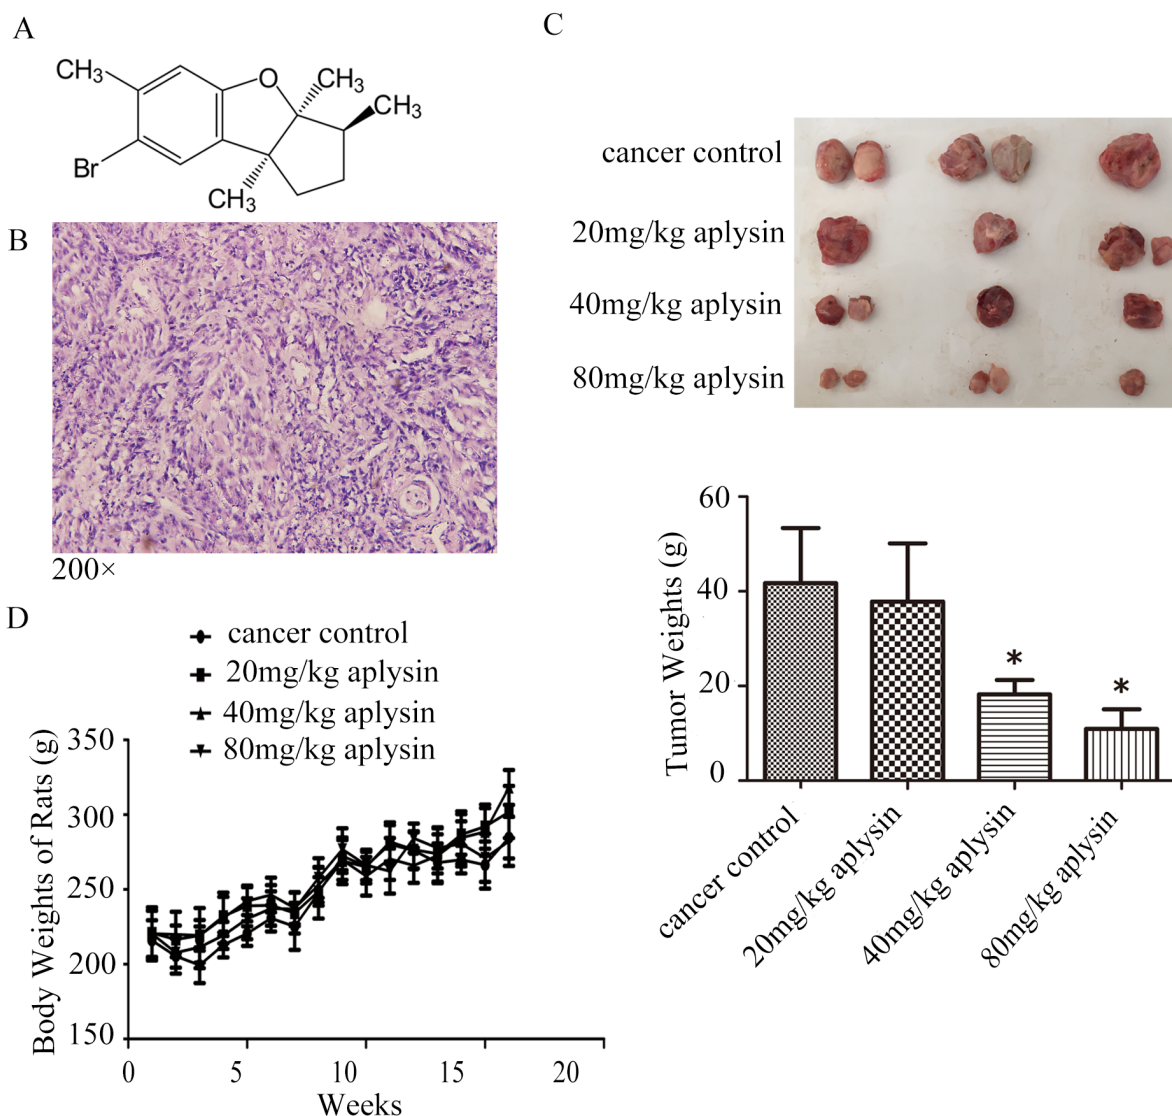 A
CH3
O
CH3
CH3
Br
CH3
B
200×
C
cancer control
20mg/kg aplysin
40mg/kg aplysin
80mg/kg aplysin
60
40
20
0
Tumor Weights (g)
*
*
cancer control
20mg/kg aplysin
40mg/kg aplysin
80mg/kg aplysin
D
cancer control
20mg/kg aplysin
40mg/kg aplysin
80mg/kg aplysin
350
300
250
200
150
Body Weights of Rats (g)
0 5 10 15 20
Weeks